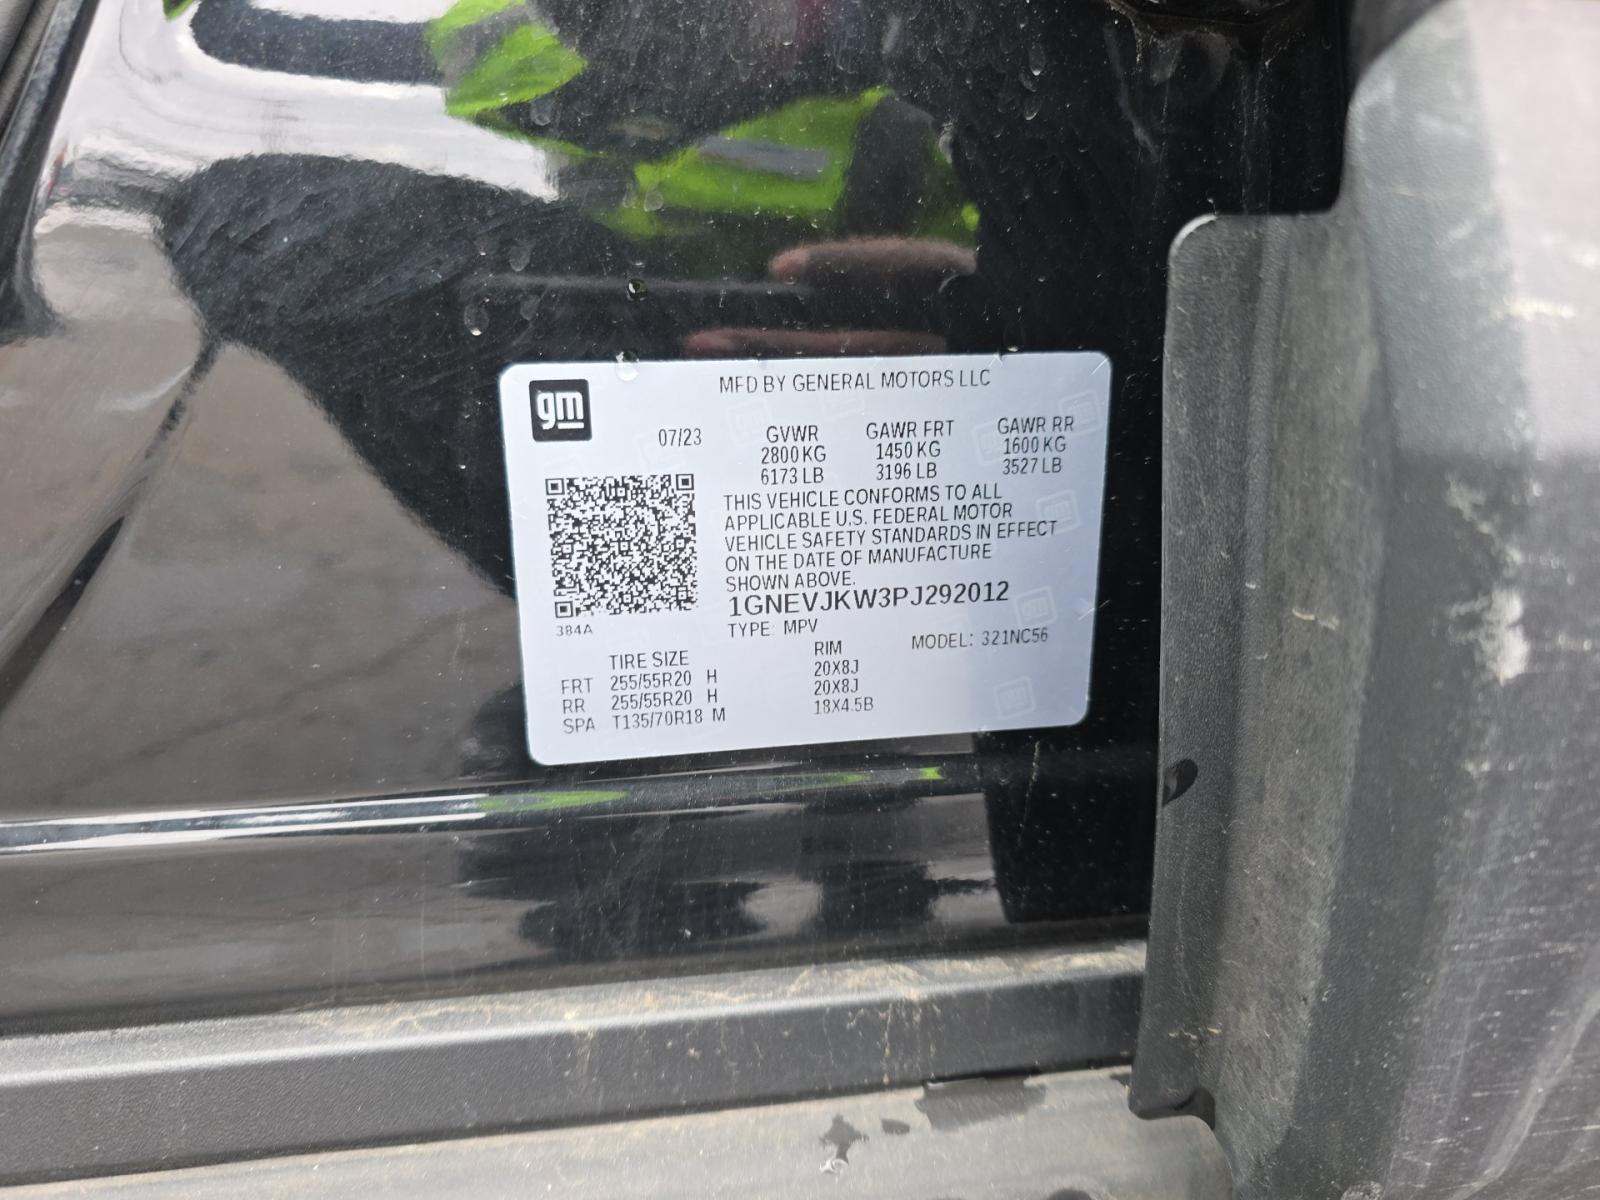 gm
MFD BY GENERAL MOTORS LLC
07/23 GVWR GAWR FRT GAWR RR
2800 KG 1450 KG 1600 KG
6173 LB 3196 LB 3527 LB
THIS VEHICLE CONFORMS TO ALL
APPLICABLE U.S. FEDERAL MOTOR
VEHICLE SAFETY STANDARDS IN EFFECT
ON THE DATE OF MANUFACTURE
SHOWN ABOVE.
1GNEVJKW3PJ292012
384A
TYPE: MPV
MODEL: 321NC56
TIRE SIZE RIM
FRT 255/55R20 H 20X8J
RR 255/55R20 H 20X8J
SPA T135/70R18 M 18X4.5B